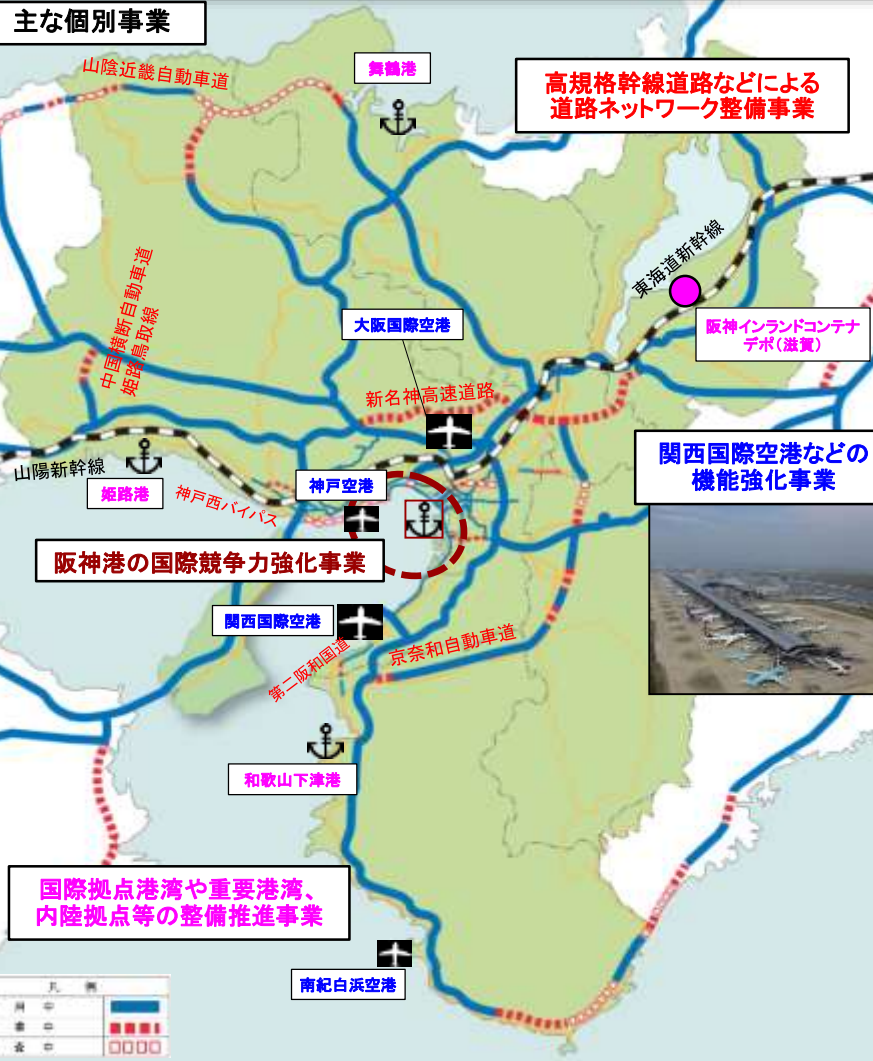 主な個別事業
山陰近畿自動車道
舞鶴港
高規格幹線道路などによる
道路ネットワーク整備事業
東海道新幹線
中国横断自動車道
姫路鳥取線
大阪国際空港
阪神インランドコンテナ
デポ(滋賀)
新名神高速道路
山陽新幹線
姫路港
神戸西バイパス
神戸空港
関西国際空港などの
機能強化事業
阪神港の国際競争力強化事業
関西国際空港
第二阪和国道
京奈和自動車道
和歌山下津港
国際拠点港湾や重要港湾、
内陸拠点等の整備推進事業
南紀白浜空港
凡 例